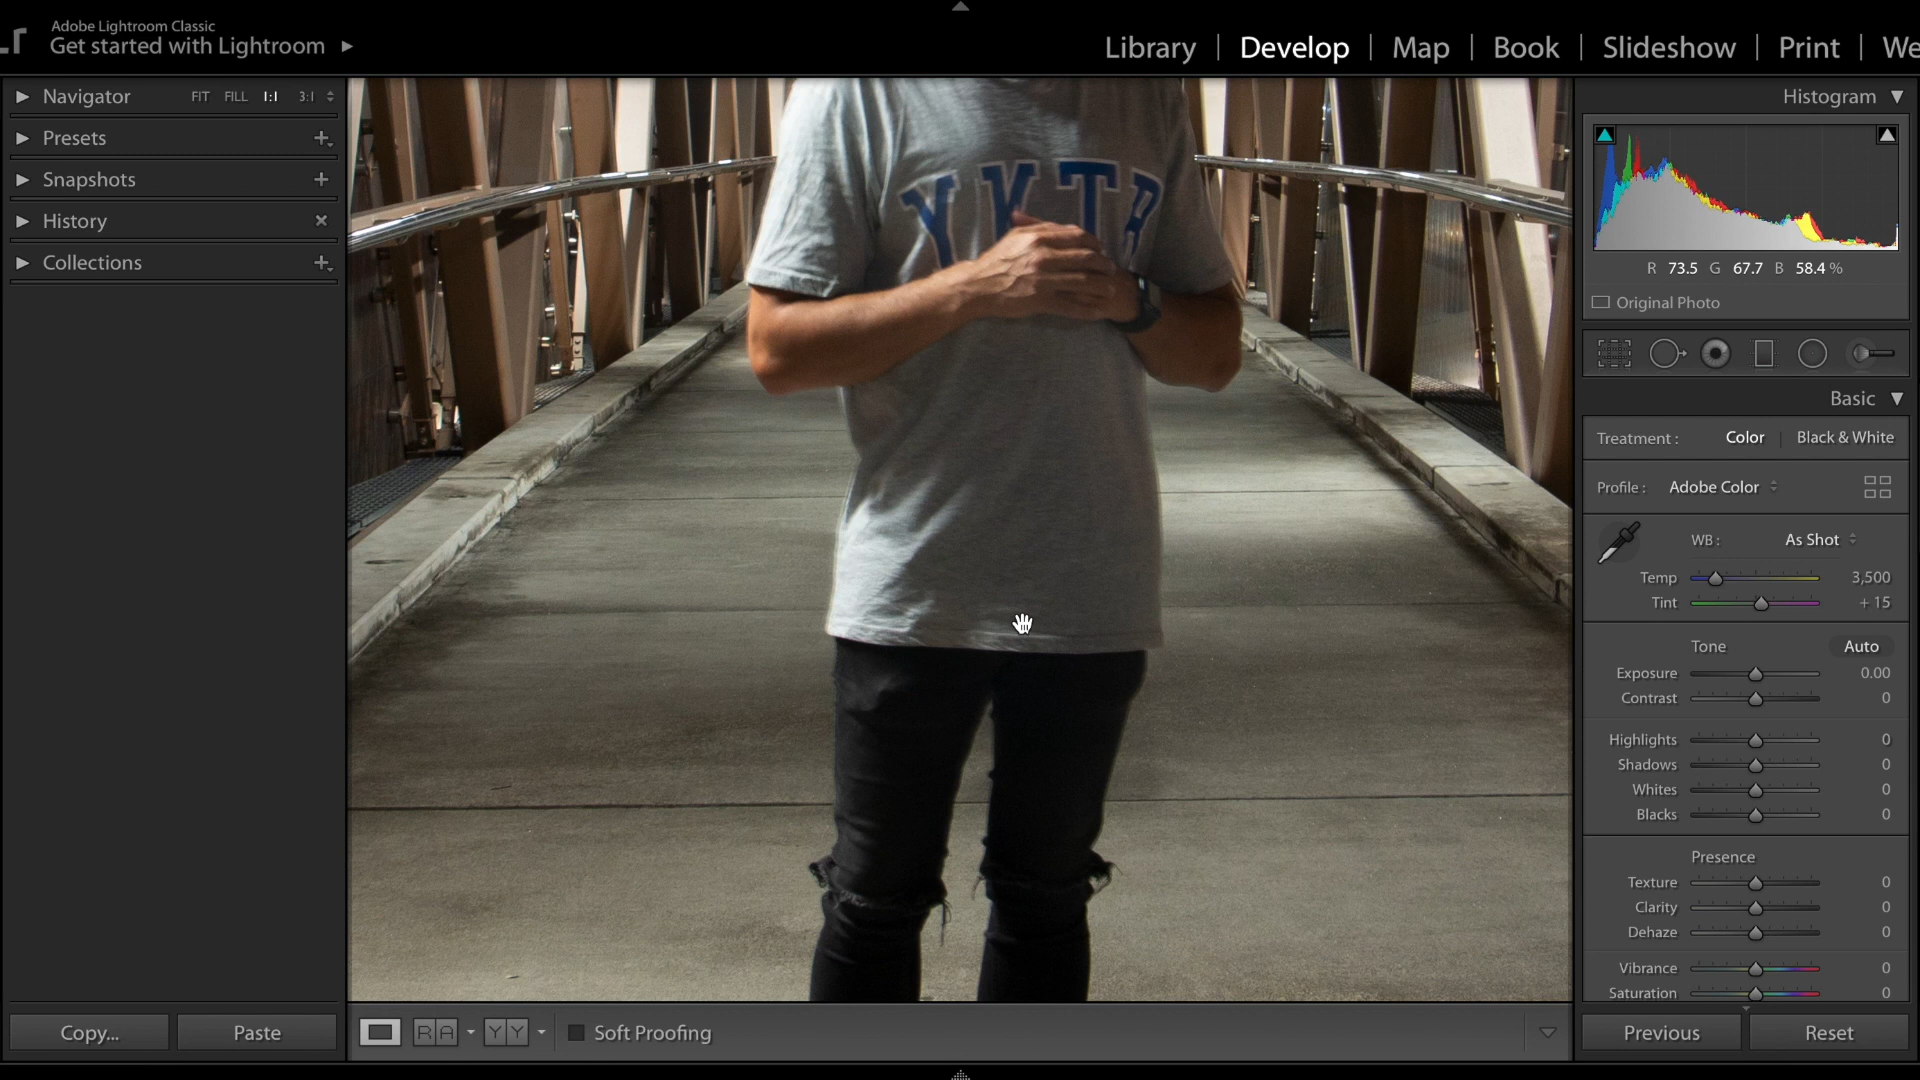 Adobe Lightroom Classic
Get started with Lightroom
Library | Develop | Map | Book | Slideshow | Print | We
Navigator FIT FILL 1:1 3:1
Presets
Snapshots
History
Collections
YKTR
Histogram
R 73.5 G 67.7 B 58.4 %
Original Photo
Basic
Treatment : Color | Black & White
Profile : Adobe Color
WB : As Shot
Temp 3,500
Tint + 15
Tone Auto
Exposure 0.00
Contrast 0
Highlights 0
Shadows 0
Whites 0
Blacks 0
Presence
Texture 0
Clarity 0
Dehaze 0
Vibrance 0
Saturation 0
Copy... Paste
R A Y Y Soft Proofing
Previous Reset